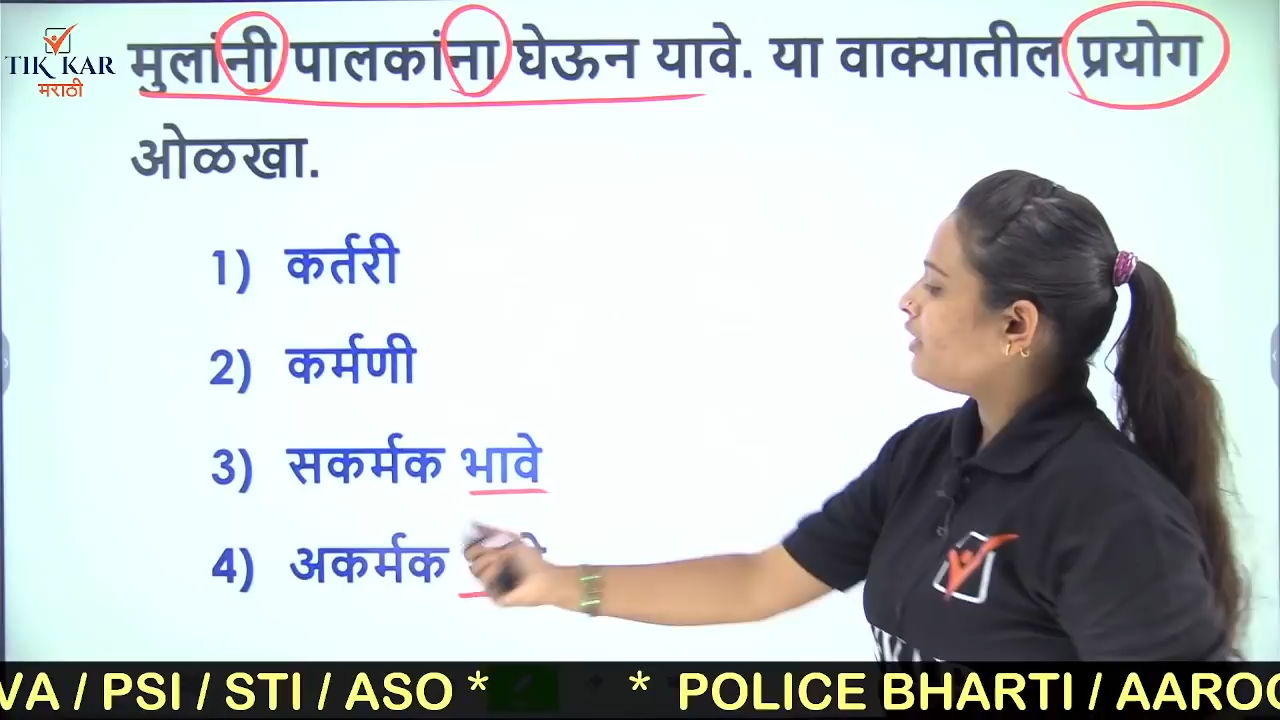 TIK KAR
मराठी
मुलांनी पालकांना घेऊन यावे. या वाक्यातील प्रयोग
ओळखा.
1) कर्तरी
2) कर्मणी
3) सकर्मक भावे
4) अकर्मक
VA / PSI / STI / ASO * * POLICE BHARTI / AAROG